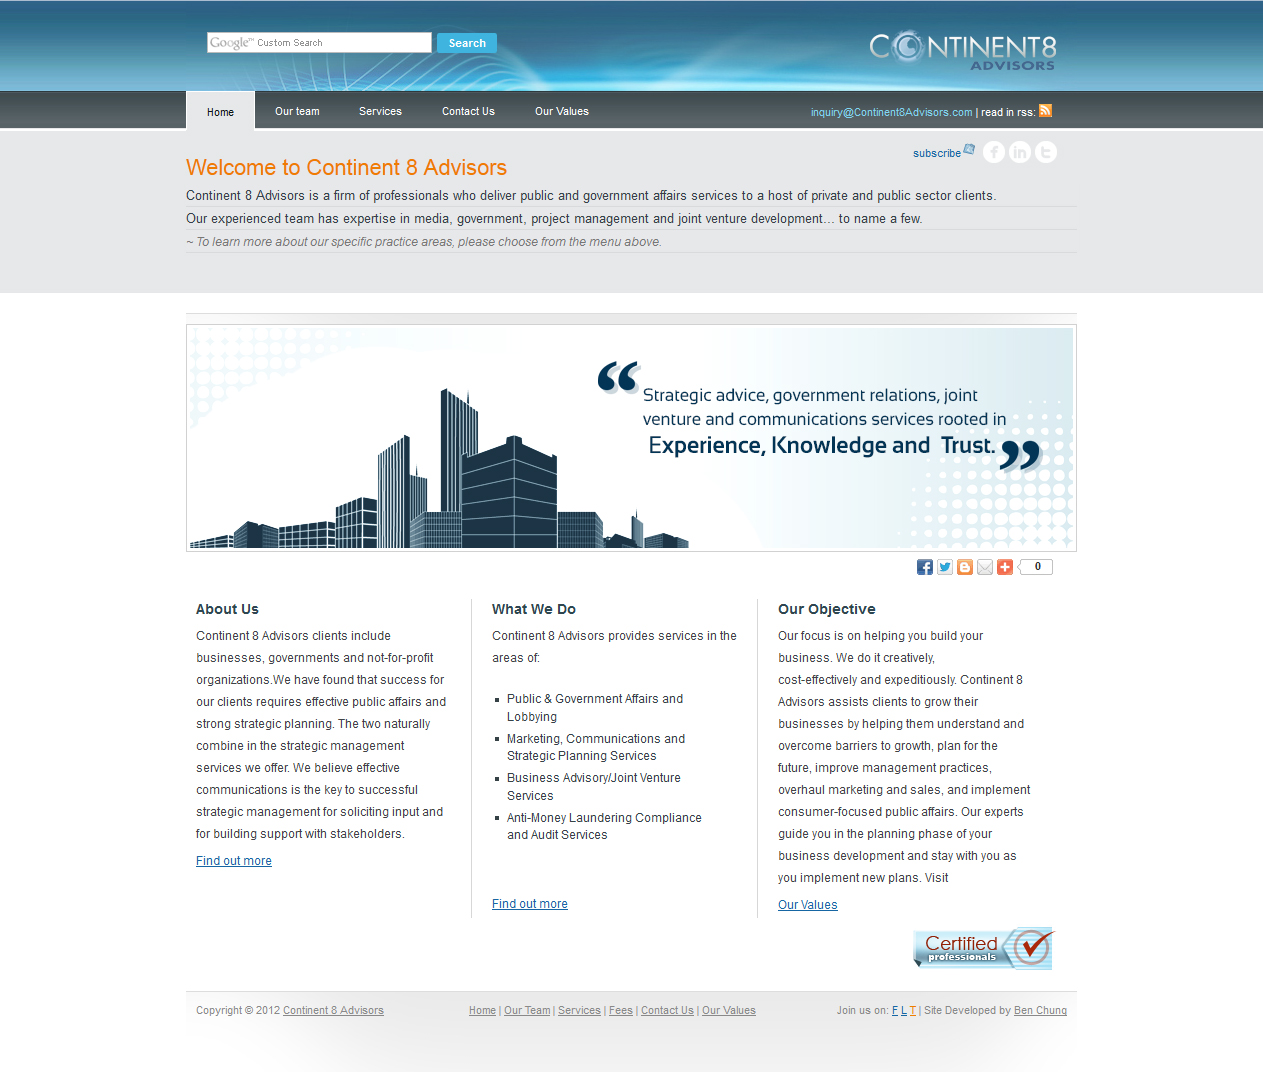 Google™ Custom Search
Search
CONTINENT8
ADVISORS
Home
Our team
Services
Contact Us
Our Values
inquiry@Continent8Advisors.com | read in rss:
subscribe
Welcome to Continent 8 Advisors
Continent 8 Advisors is a firm of professionals who deliver public and government affairs services to a host of private and public sector clients.
Our experienced team has expertise in media, government, project management and joint venture development... to name a few.
~ To learn more about our specific practice areas, please choose from the menu above.
“Strategic advice, government relations, joint
venture and communications services rooted in
Experience, Knowledge and Trust.”
0
About Us
Continent 8 Advisors clients include
businesses, governments and not-for-profit
organizations.We have found that success for
our clients requires effective public affairs and
strong strategic planning. The two naturally
combine in the strategic management
services we offer. We believe effective
communications is the key to successful
strategic management for soliciting input and
for building support with stakeholders.
Find out more
What We Do
Continent 8 Advisors provides services in the
areas of:
Public & Government Affairs and
Lobbying
Marketing, Communications and
Strategic Planning Services
Business Advisory/Joint Venture
Services
Anti-Money Laundering Compliance
and Audit Services
Find out more
Our Objective
Our focus is on helping you build your
business. We do it creatively,
cost-effectively and expeditiously. Continent 8
Advisors assists clients to grow their
businesses by helping them understand and
overcome barriers to growth, plan for the
future, improve management practices,
overhaul marketing and sales, and implement
consumer-focused public affairs. Our experts
guide you in the planning phase of your
business development and stay with you as
you implement new plans. Visit
Our Values
Certified
professionals
Copyright © 2012 Continent 8 Advisors
Home | Our Team | Services | Fees | Contact Us | Our Values
Join us on: F L T | Site Developed by Ben Chung